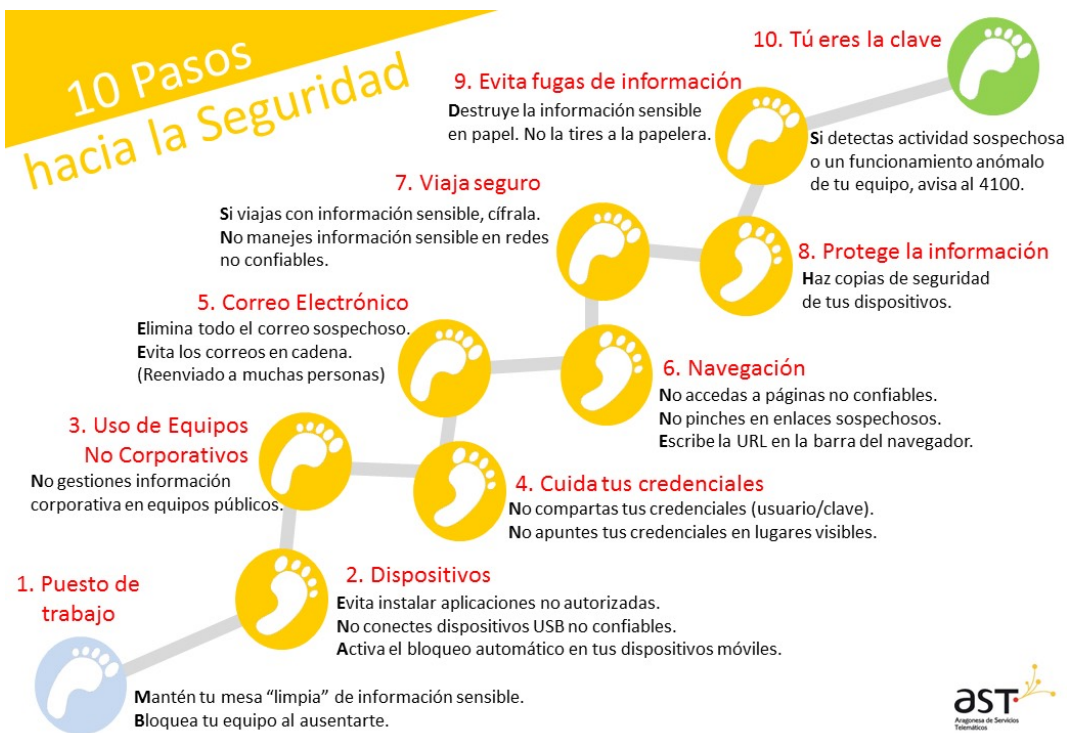 10 Pasos
hacia la Seguridad
1. Puesto de
trabajo
Mantén tu mesa “limpia” de información sensible.
Bloquea tu equipo al ausentarte.
2. Dispositivos
Evita instalar aplicaciones no autorizadas.
No conectes dispositivos USB no confiables.
Activa el bloqueo automático en tus dispositivos móviles.
3. Uso de Equipos
No Corporativos
No gestiones información
corporativa en equipos públicos.
4. Cuida tus credenciales
No compartas tus credenciales (usuario/clave).
No apuntes tus credenciales en lugares visibles.
5. Correo Electrónico
Elimina todo el correo sospechoso.
Evita los correos en cadena.
(Reenviado a muchas personas)
6. Navegación
No accedas a páginas no confiables.
No pinches en enlaces sospechosos.
Escribe la URL en la barra del navegador.
7. Viaja seguro
Si viajas con información sensible, cífrala.
No manejes información sensible en redes
no confiables.
8. Protege la información
Haz copias de seguridad
de tus dispositivos.
9. Evita fugas de información
Destruye la información sensible
en papel. No la tires a la papelera.
10. Tú eres la clave
Si detectas actividad sospechosa
o un funcionamiento anómalo
de tu equipo, avisa al 4100.
aST
Aragonesa de Servicios
Telemáticos